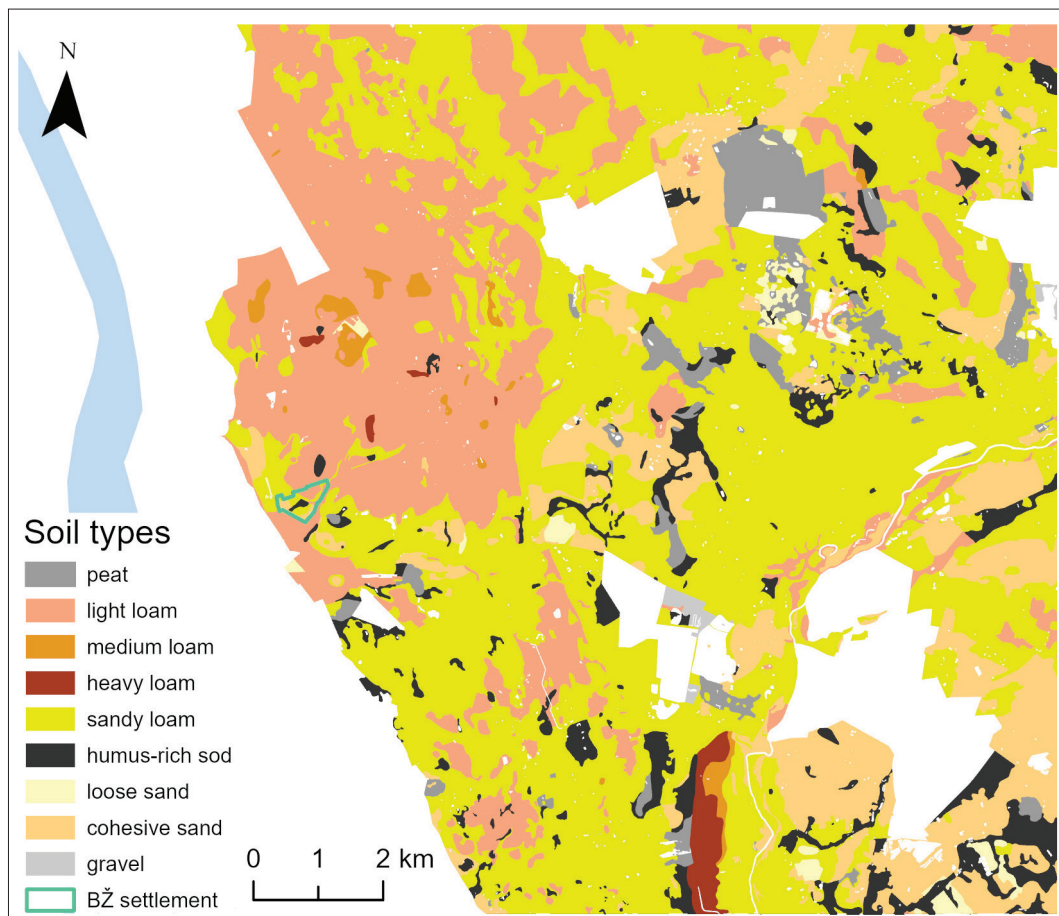 N
Soil types
peat
light loam
medium loam
heavy loam
sandy loam
humus-rich sod
loose sand
cohesive sand
gravel
BŽ settlement
0 1 2 km